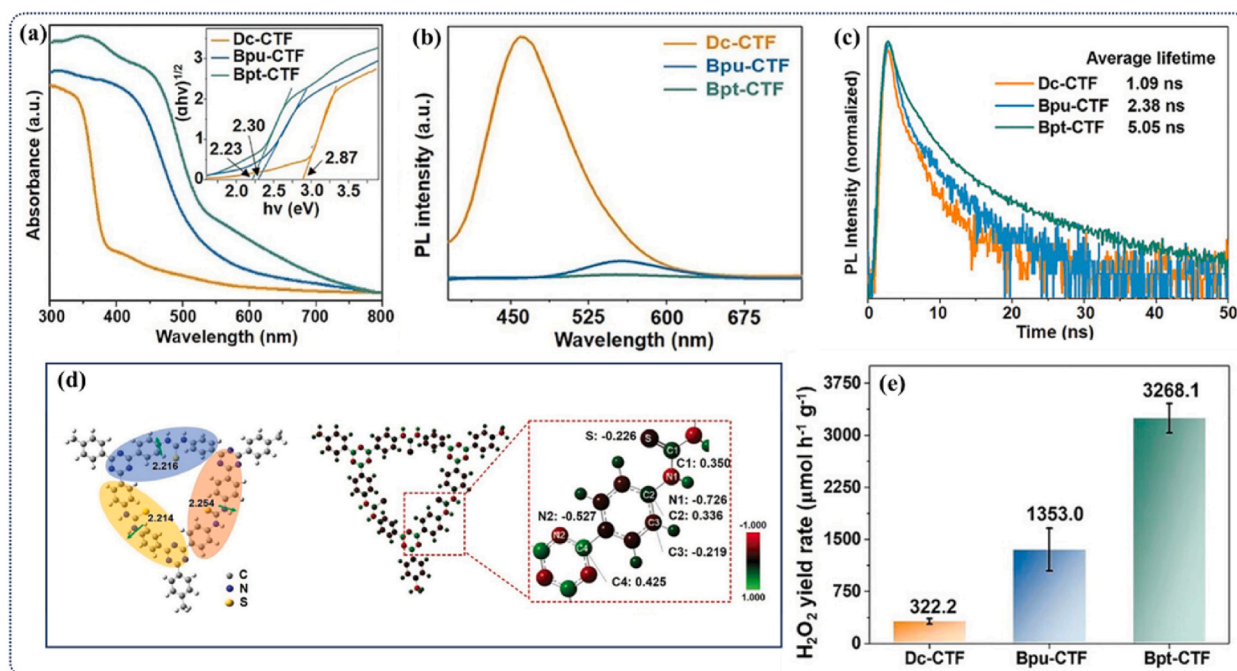 (a)
Absorbance (a.u.)
300 400 500 600 700 800
Wavelength (nm)
(αhν)1/2
3
2
1
0
Dc-CTF
Bpu-CTF
Bpt-CTF
2.30
2.23
2.87
2.0 2.5 3.0 3.5
hν (eV)
(b)
PL intensity (a.u.)
Dc-CTF
Bpu-CTF
Bpt-CTF
450 525 600 675
Wavelength (nm)
(c)
PL Intensity (normalized)
Average lifetime
Dc-CTF 1.09 ns
Bpu-CTF 2.38 ns
Bpt-CTF 5.05 ns
0 10 20 30 40 50
Time (ns)
(d)
2.216
2.254
2.214
C
N
S
S: -0.226
S
C1
C1: 0.350
N1
N1: -0.726
C2
C2: 0.336
N2: -0.527
C3
N2
C4
C3: -0.219
C4: 0.425
-1.000
1.000
(e)
H2O2 yield rate (μmol h-1 g-1)
3750
3000
2250
1500
750
0
322.2
1353.0
3268.1
Dc-CTF Bpu-CTF Bpt-CTF